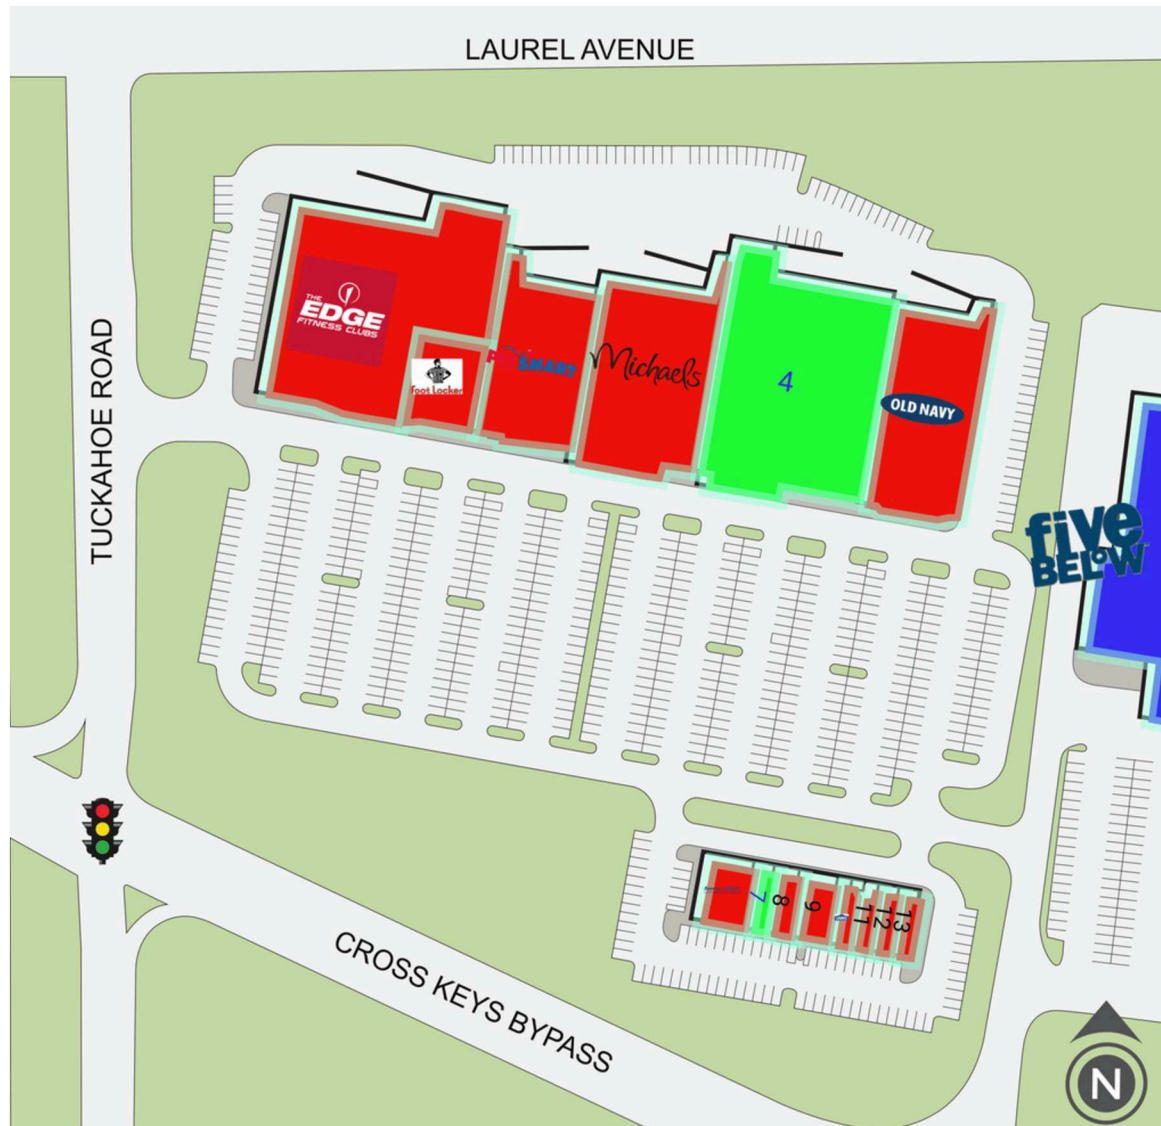 LAUREL AVENUE
TUCKAHOE ROAD
THE
EDGE
FITNESS CLUBS
Foot Locker
SMART
Michaels
4
OLD NAVY
five
BELOW
7
8
9
11
12
13
CROSS KEYS BYPASS
N